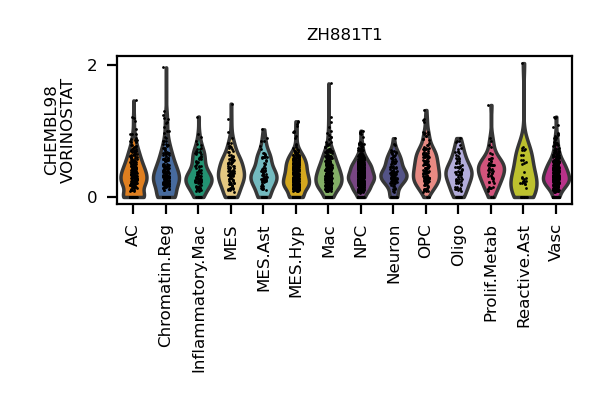 ZH881T1
CHEMBL98
VORINOSTAT
2
0
AC
Chromatin.Reg
Inflammatory.Mac
MES
MES.Ast
MES.Hyp
Mac
NPC
Neuron
OPC
Oligo
Prolif.Metab
Reactive.Ast
Vasc